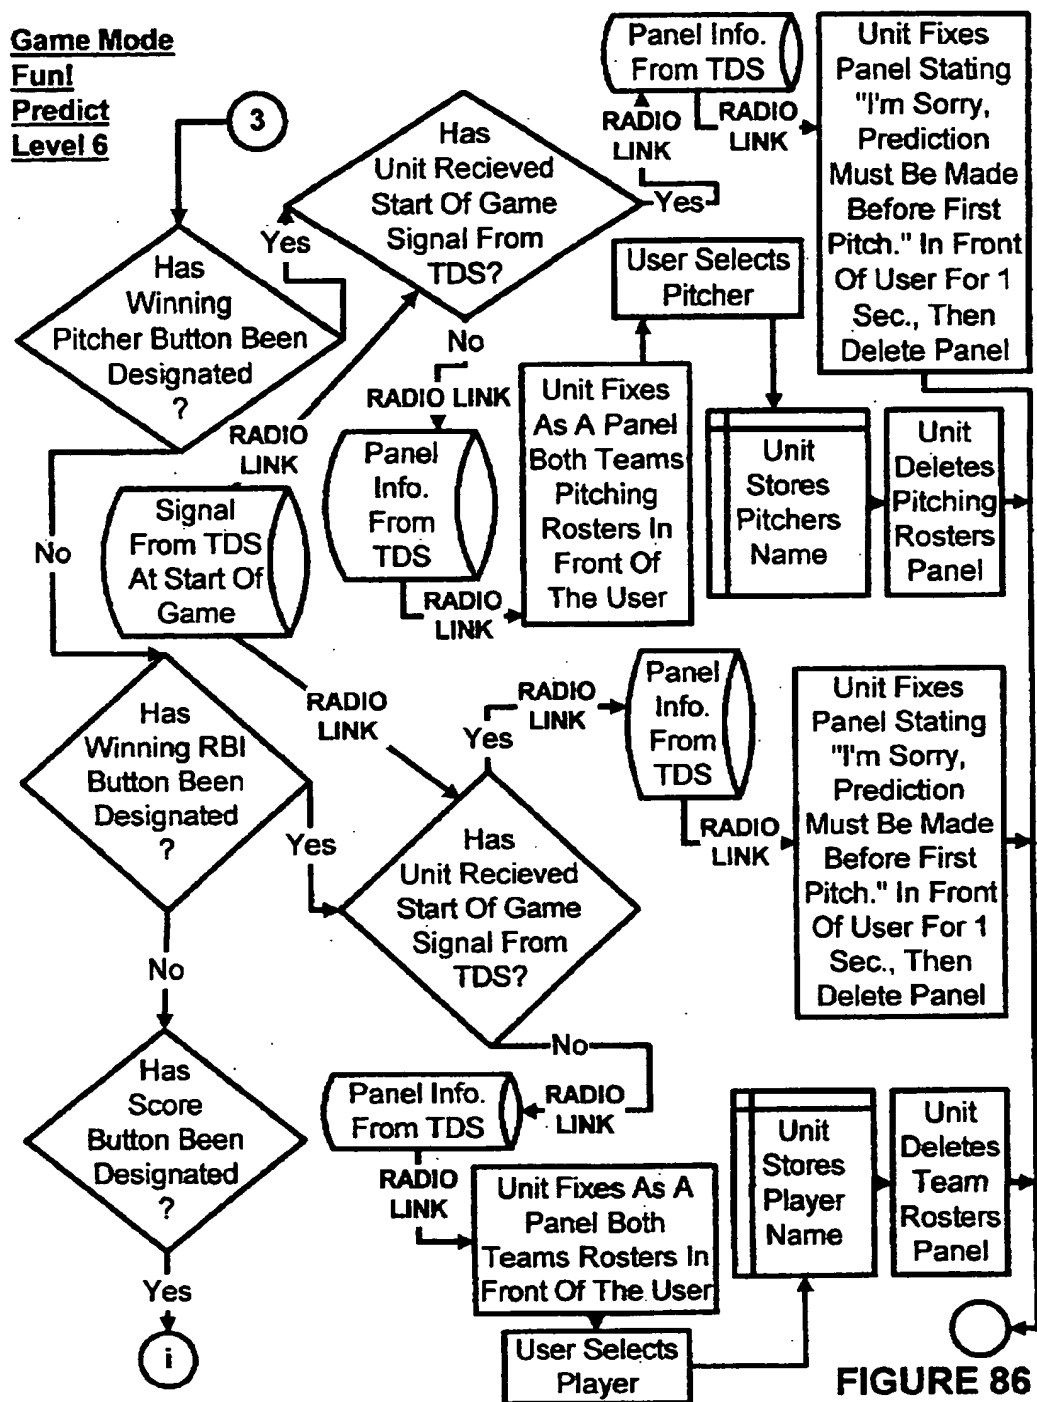 Game Mode
Fun!
Predict
Level 6
3
Has
Winning
Pitcher Button Been
Designated
?
Yes
No
Has
Unit Recieved
Start Of Game
Signal From
TDS?
Yes
RADIO
LINK
Panel Info.
From TDS
RADIO
LINK
Unit Fixes
Panel Stating
"I'm Sorry,
Prediction
Must Be Made
Before First
Pitch." In Front
Of User For 1
Sec., Then
Delete Panel
No
RADIO LINK
Panel
Info.
From
TDS
RADIO
LINK
Unit Fixes
As A Panel
Both Teams
Pitching
Rosters In
Front Of
The User
User Selects
Pitcher
Unit
Stores
Pitchers
Name
Unit
Deletes
Pitching
Rosters
Panel
RADIO
LINK
Signal
From TDS
At Start Of
Game
RADIO
LINK
Has
Winning RBI
Button Been
Designated
?
Yes
No
Has
Unit Recieved
Start Of Game
Signal From
TDS?
Yes
RADIO
LINK
Panel
Info.
From
TDS
RADIO
LINK
Unit Fixes
Panel Stating
"I'm Sorry,
Prediction
Must Be Made
Before First
Pitch." In Front
Of User For 1
Sec., Then
Delete Panel
No
RADIO
LINK
Panel Info.
From TDS
RADIO
LINK
Unit Fixes As A
Panel Both
Teams Rosters In
Front Of The User
User Selects
Player
Unit
Stores
Player
Name
Unit
Deletes
Team
Rosters
Panel
Has
Score
Button Been
Designated
?
Yes
i
FIGURE 86